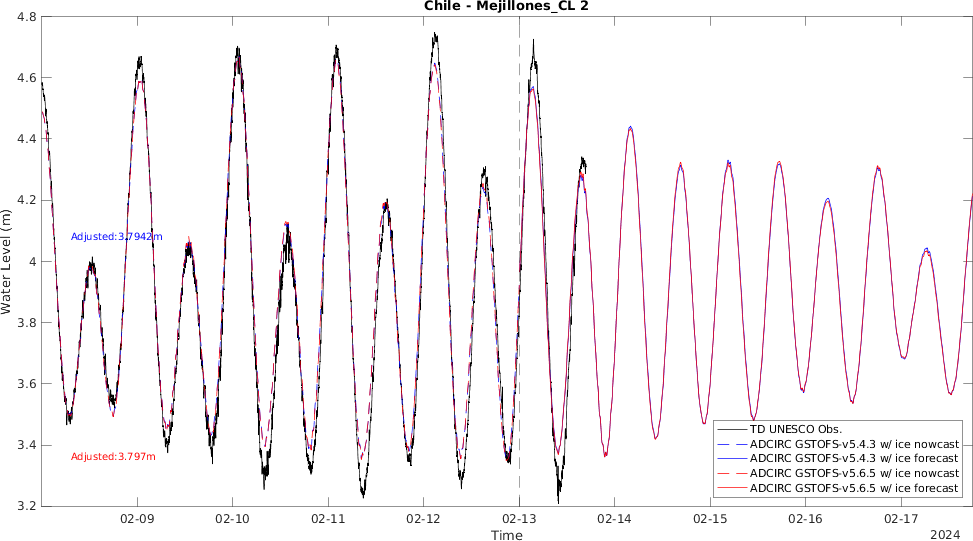 Chile - Mejillones_CL 2
4.8
4.6
4.4
4.2
4
3.8
3.6
3.4
3.2
Water Level (m)
Adjusted:3.7942m
Adjusted:3.797m
TD UNESCO Obs.
ADCIRC GSTOFS-v5.4.3 w/ ice nowcast
ADCIRC GSTOFS-v5.4.3 w/ ice forecast
ADCIRC GSTOFS-v5.6.5 w/ ice nowcast
ADCIRC GSTOFS-v5.6.5 w/ ice forecast
02-09 02-10 02-11 02-12 02-13 02-14 02-15 02-16 02-17
Time
2024